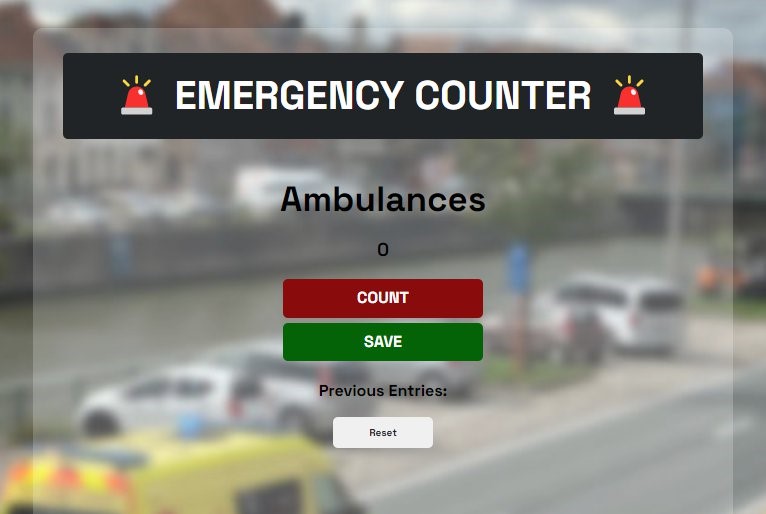 🚨 EMERGENCY COUNTER 🚨
Ambulances
0
COUNT
SAVE
Previous Entries:
Reset